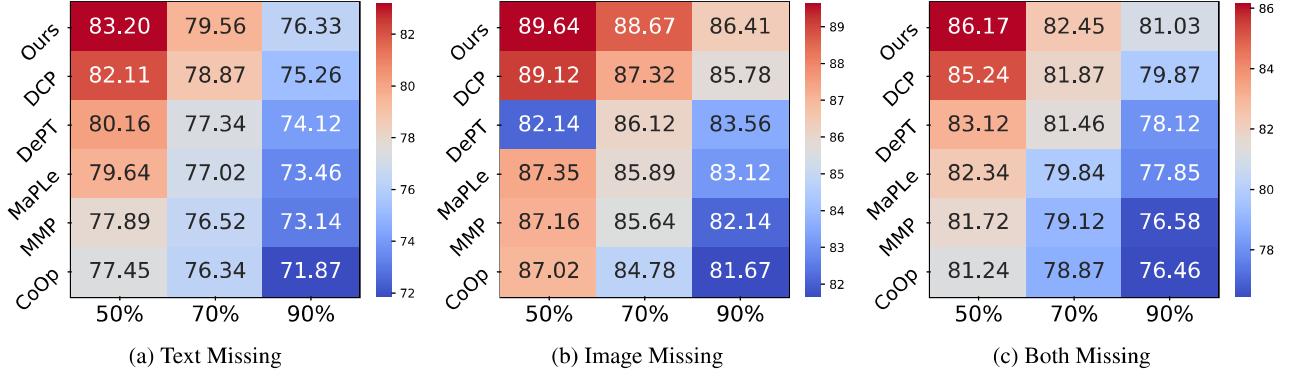 Ours 83.20 79.56 76.33
DCP 82.11 78.87 75.26
DePT 80.16 77.34 74.12
MaPLe 79.64 77.02 73.46
MMP 77.89 76.52 73.14
CoOp 77.45 76.34 71.87
50% 70% 90%
82
80
78
76
74
72
(a) Text Missing
Ours 89.64 88.67 86.41
DCP 89.12 87.32 85.78
DePT 82.14 86.12 83.56
MaPLe 87.35 85.89 83.12
MMP 87.16 85.64 82.14
CoOp 87.02 84.78 81.67
50% 70% 90%
89
88
87
86
85
84
83
82
(b) Image Missing
Ours 86.17 82.45 81.03
DCP 85.24 81.87 79.87
DePT 83.12 81.46 78.12
MaPLe 82.34 79.84 77.85
MMP 81.72 79.12 76.58
CoOp 81.24 78.87 76.46
50% 70% 90%
86
84
82
80
78
(c) Both Missing